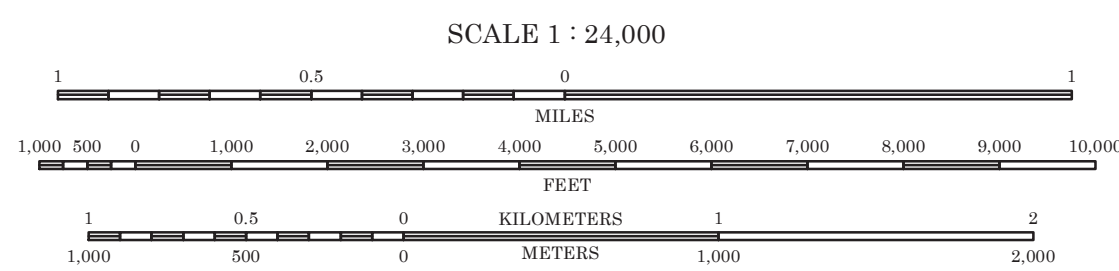 SCALE 1 : 24,000
1 0.5 0 1
MILES
1,000 500 0 1,000 2,000 3,000 4,000 5,000 6,000 7,000 8,000 9,000 10,000
FEET
1 0.5 0 KILOMETERS 1 2
1,000 500 0 METERS 1,000 2,000